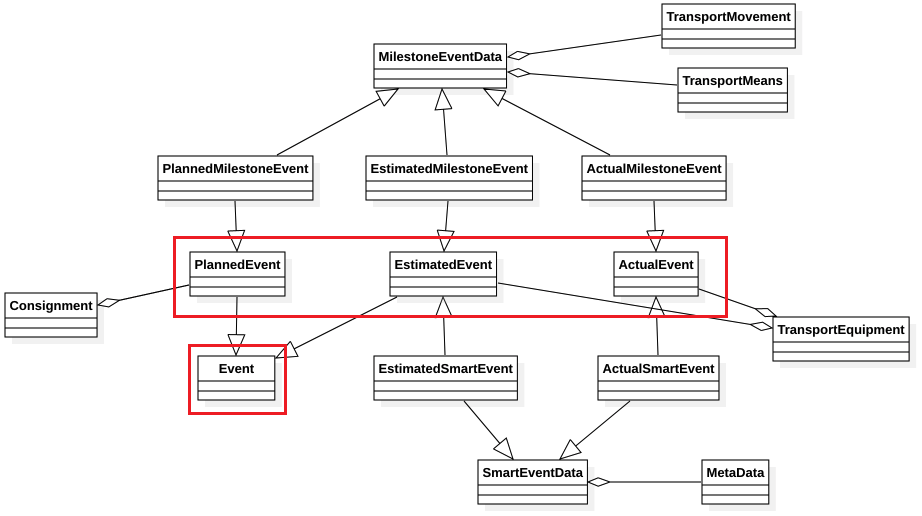 TransportMovement
MilestoneEventData
TransportMeans
PlannedMilestoneEvent
EstimatedMilestoneEvent
ActualMilestoneEvent
PlannedEvent
EstimatedEvent
ActualEvent
Consignment
TransportEquipment
Event
EstimatedSmartEvent
ActualSmartEvent
SmartEventData
MetaData